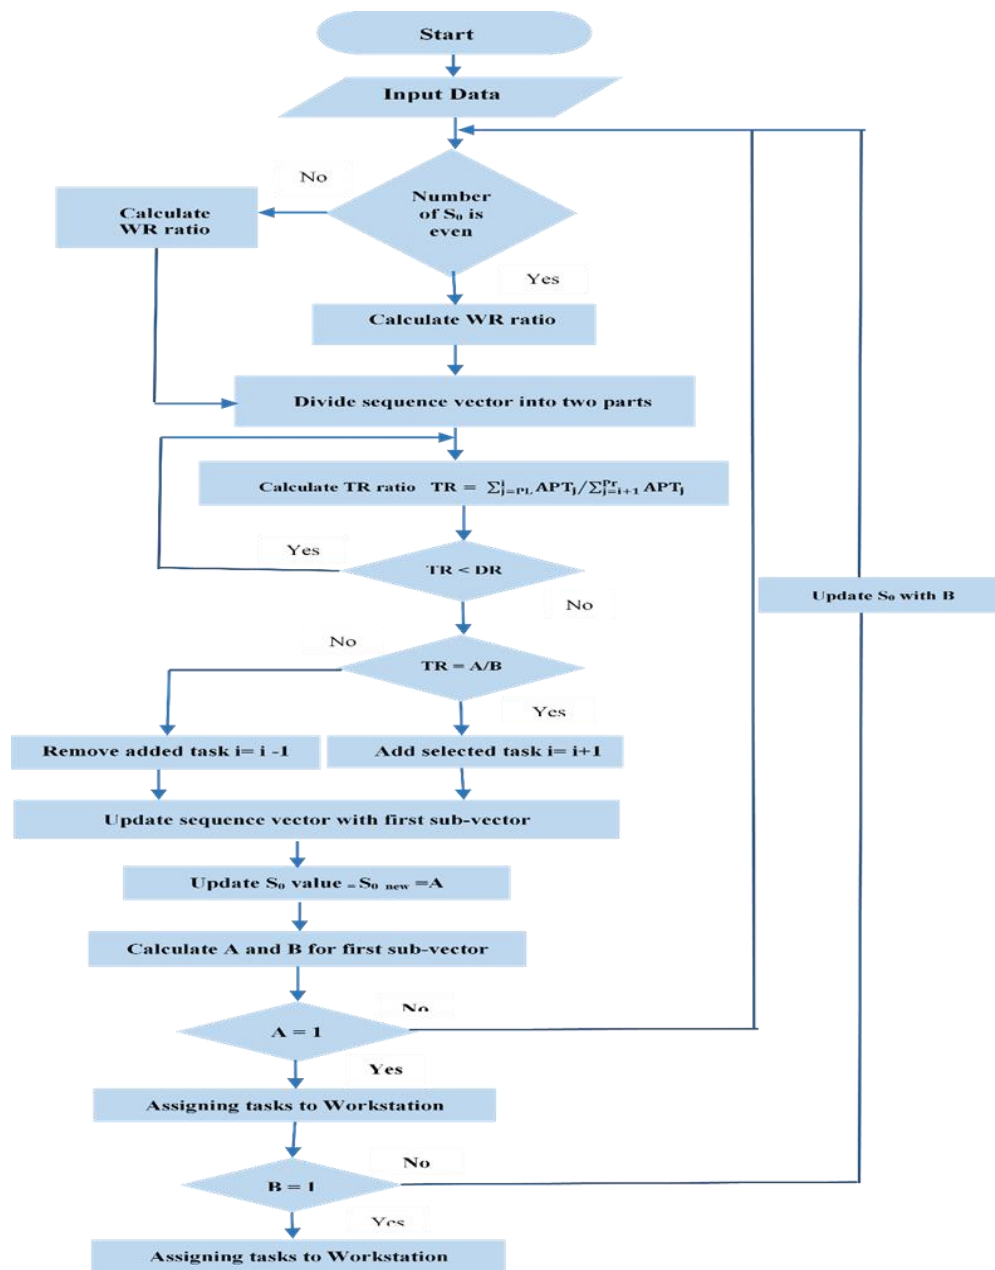 Start
Input Data
No
Number
of S₀ is
even
Calculate
WR ratio
Yes
Calculate WR ratio
Divide sequence vector into two parts
Calculate TR ratio TR = ∑ʲ₌ₚₗⁱ APTⱼ/∑ⱼ₌ᵢ₊₁ᴾʳ APTⱼ
Yes
TR < DR
Update S₀ with B
No
No
TR = A/B
Yes
Remove added task i= i -1
Add selected task i= i+1
Update sequence vector with first sub-vector
Update S₀ value = S₀ new =A
Calculate A and B for first sub-vector
No
A = 1
Yes
Assigning tasks to Workstation
No
B = 1
Yes
Assigning tasks to Workstation